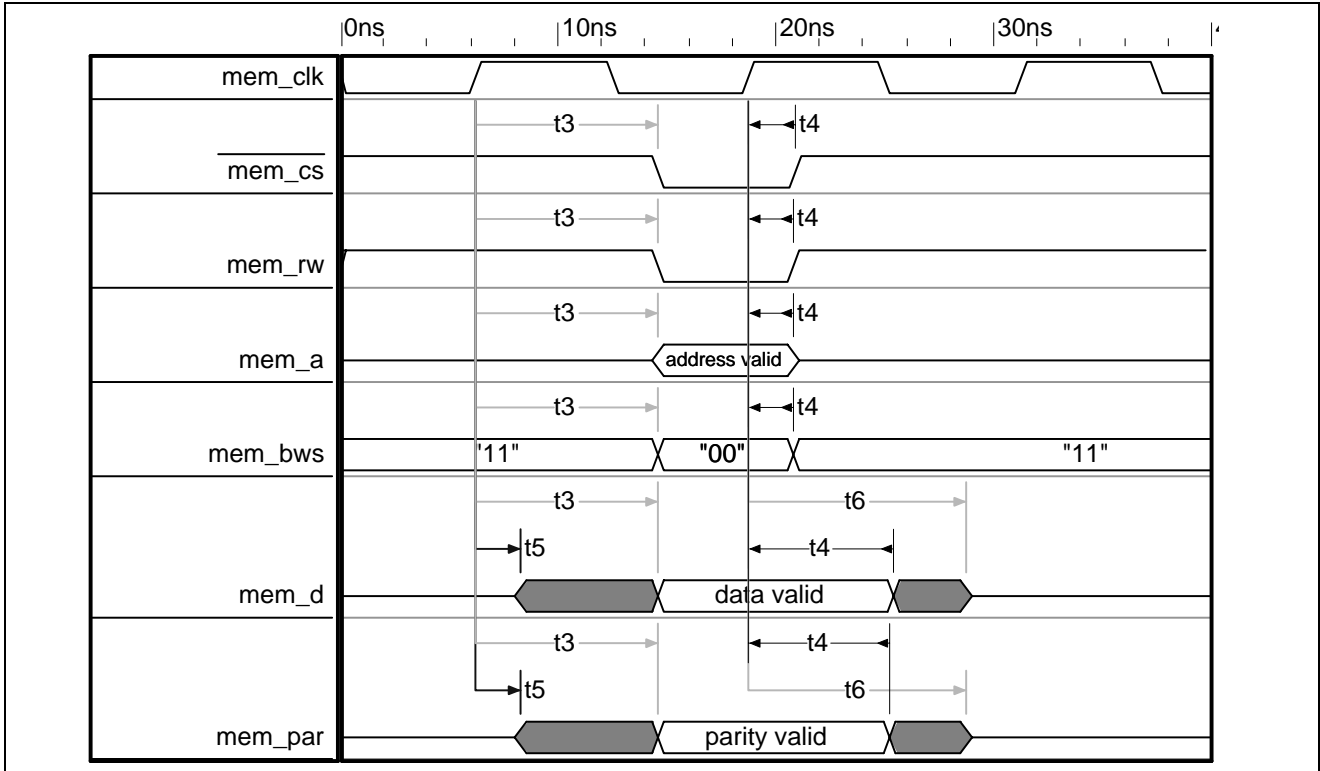 0ns 10ns 20ns 30ns
mem_clk
t3 t4
mem_cs
t3 t4
mem_rw
t3 t4
mem_a address valid
t3 t4
mem_bws "11" "00" "11"
t3 t6
t5 t4
mem_d data valid
t3 t4
t5 t6
mem_par parity valid